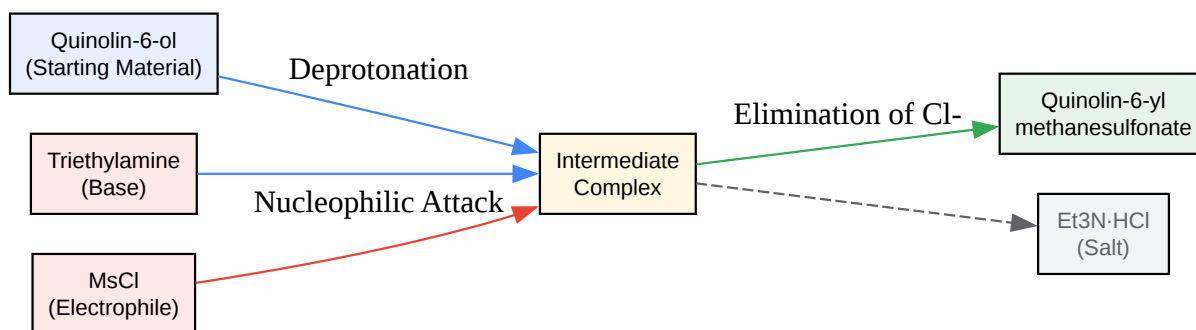 Quinolin-6-ol
(Starting Material)
Deprotonation
Triethylamine
(Base)
Nucleophilic Attack
MsCl
(Electrophile)
Intermediate
Complex
Elimination of Cl-
Quinolin-6-yl
methanesulfonate
Et3N·HCl
(Salt)